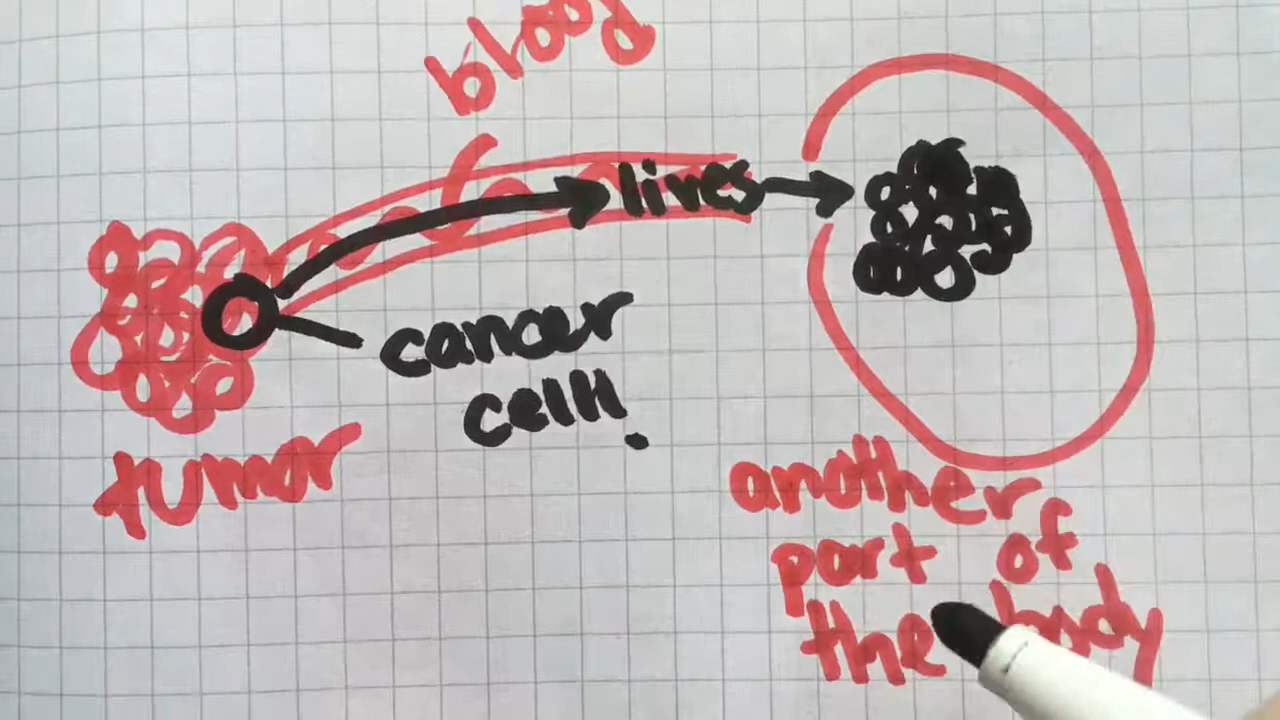 blood
lives
cancer
cell
tumor
another
part of
the body